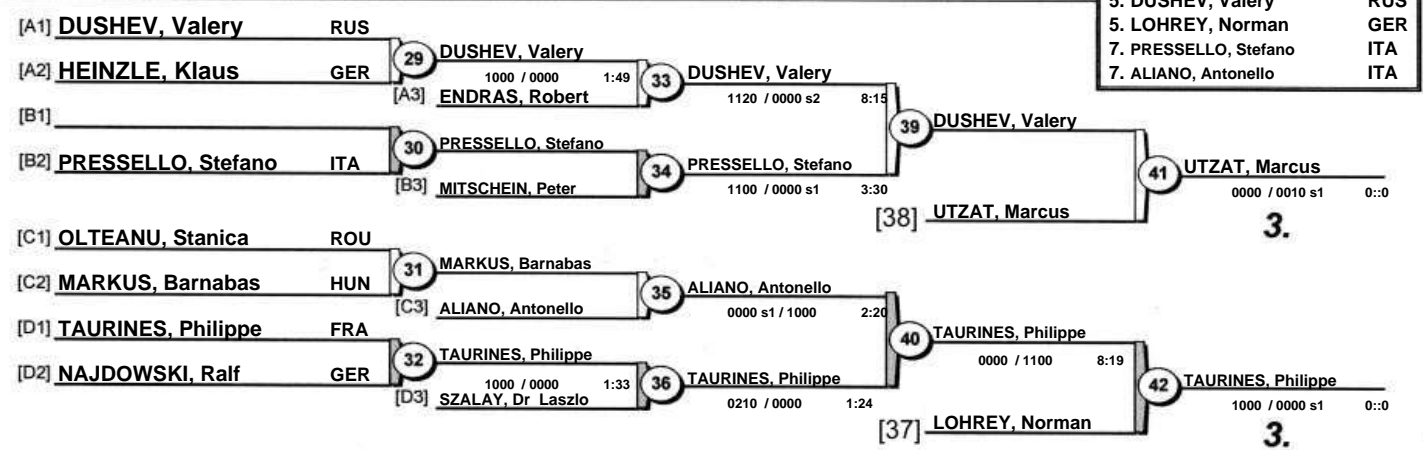 5. DUSHEV, Valery RUS
5. LOHREY, Norman GER
7. PRESSELLO, Stefano ITA
7. ALIANO, Antonello ITA
[A1] DUSHEV, Valery RUS
29 DUSHEV, Valery
[A2] HEINZLE, Klaus GER
1000 / 0000 1:49
[A3] ENDRAS, Robert
33 DUSHEV, Valery
1120 / 0000 s2 8:15
[B1]
30 PRESSELLO, Stefano
[B2] PRESSELLO, Stefano ITA
[B3] MITSCHEIN, Peter
34 PRESSELLO, Stefano
1100 / 0000 s1 3:30
39 DUSHEV, Valery
[38] UTZAT, Marcus
41 UTZAT, Marcus
0000 / 0010 s1 0::0
3.
[C1] OLTEANU, Stanica ROU
31 MARKUS, Barnabas
[C2] MARKUS, Barnabas HUN
[C3] ALIANO, Antonello
35 ALIANO, Antonello
0000 s1 / 1000 2:20
[D1] TAURINES, Philippe FRA
32 TAURINES, Philippe
[D2] NAJDOWSKI, Ralf GER
1000 / 0000 1:33
[D3] SZALAY, Dr Laszlo
36 TAURINES, Philippe
0210 / 0000 1:24
40 TAURINES, Philippe
0000 / 1100 8:19
[37] LOHREY, Norman
42 TAURINES, Philippe
1000 / 0000 s1 0::0
3.